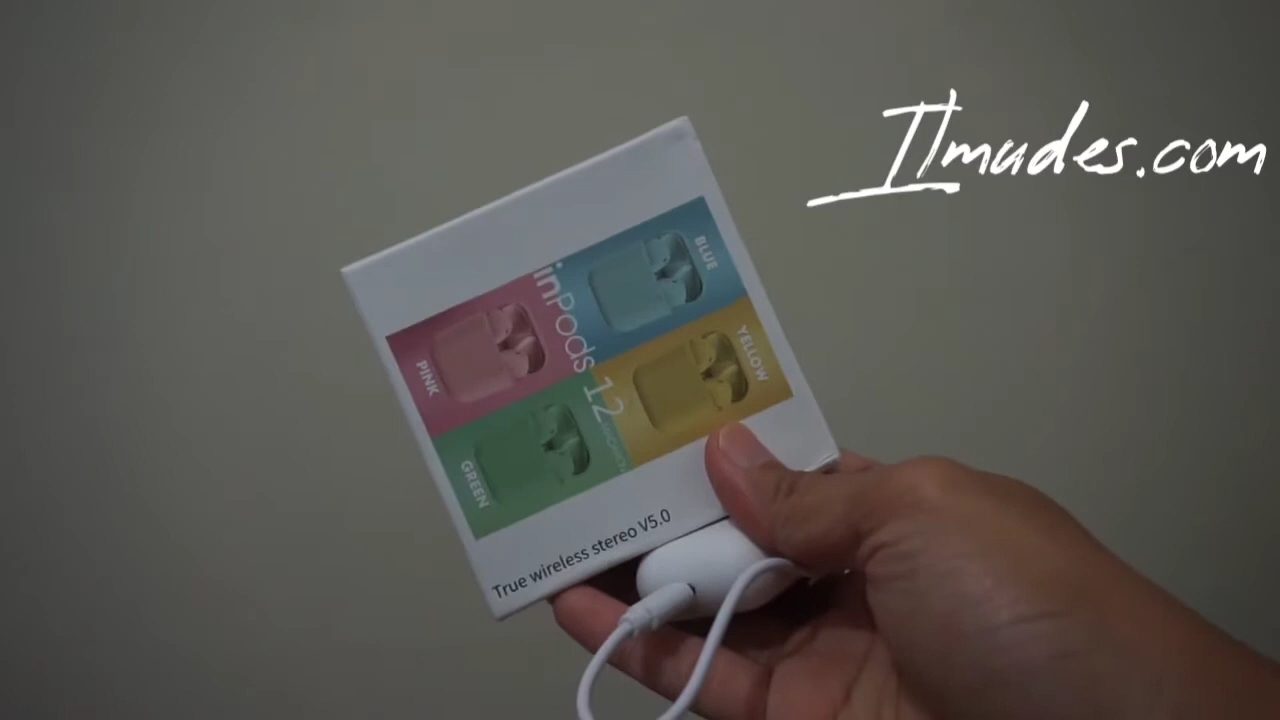 Ilmudes.com
BLUE
inPods 12
YELLOW
PINK
GREEN
True wireless stereo V5.0